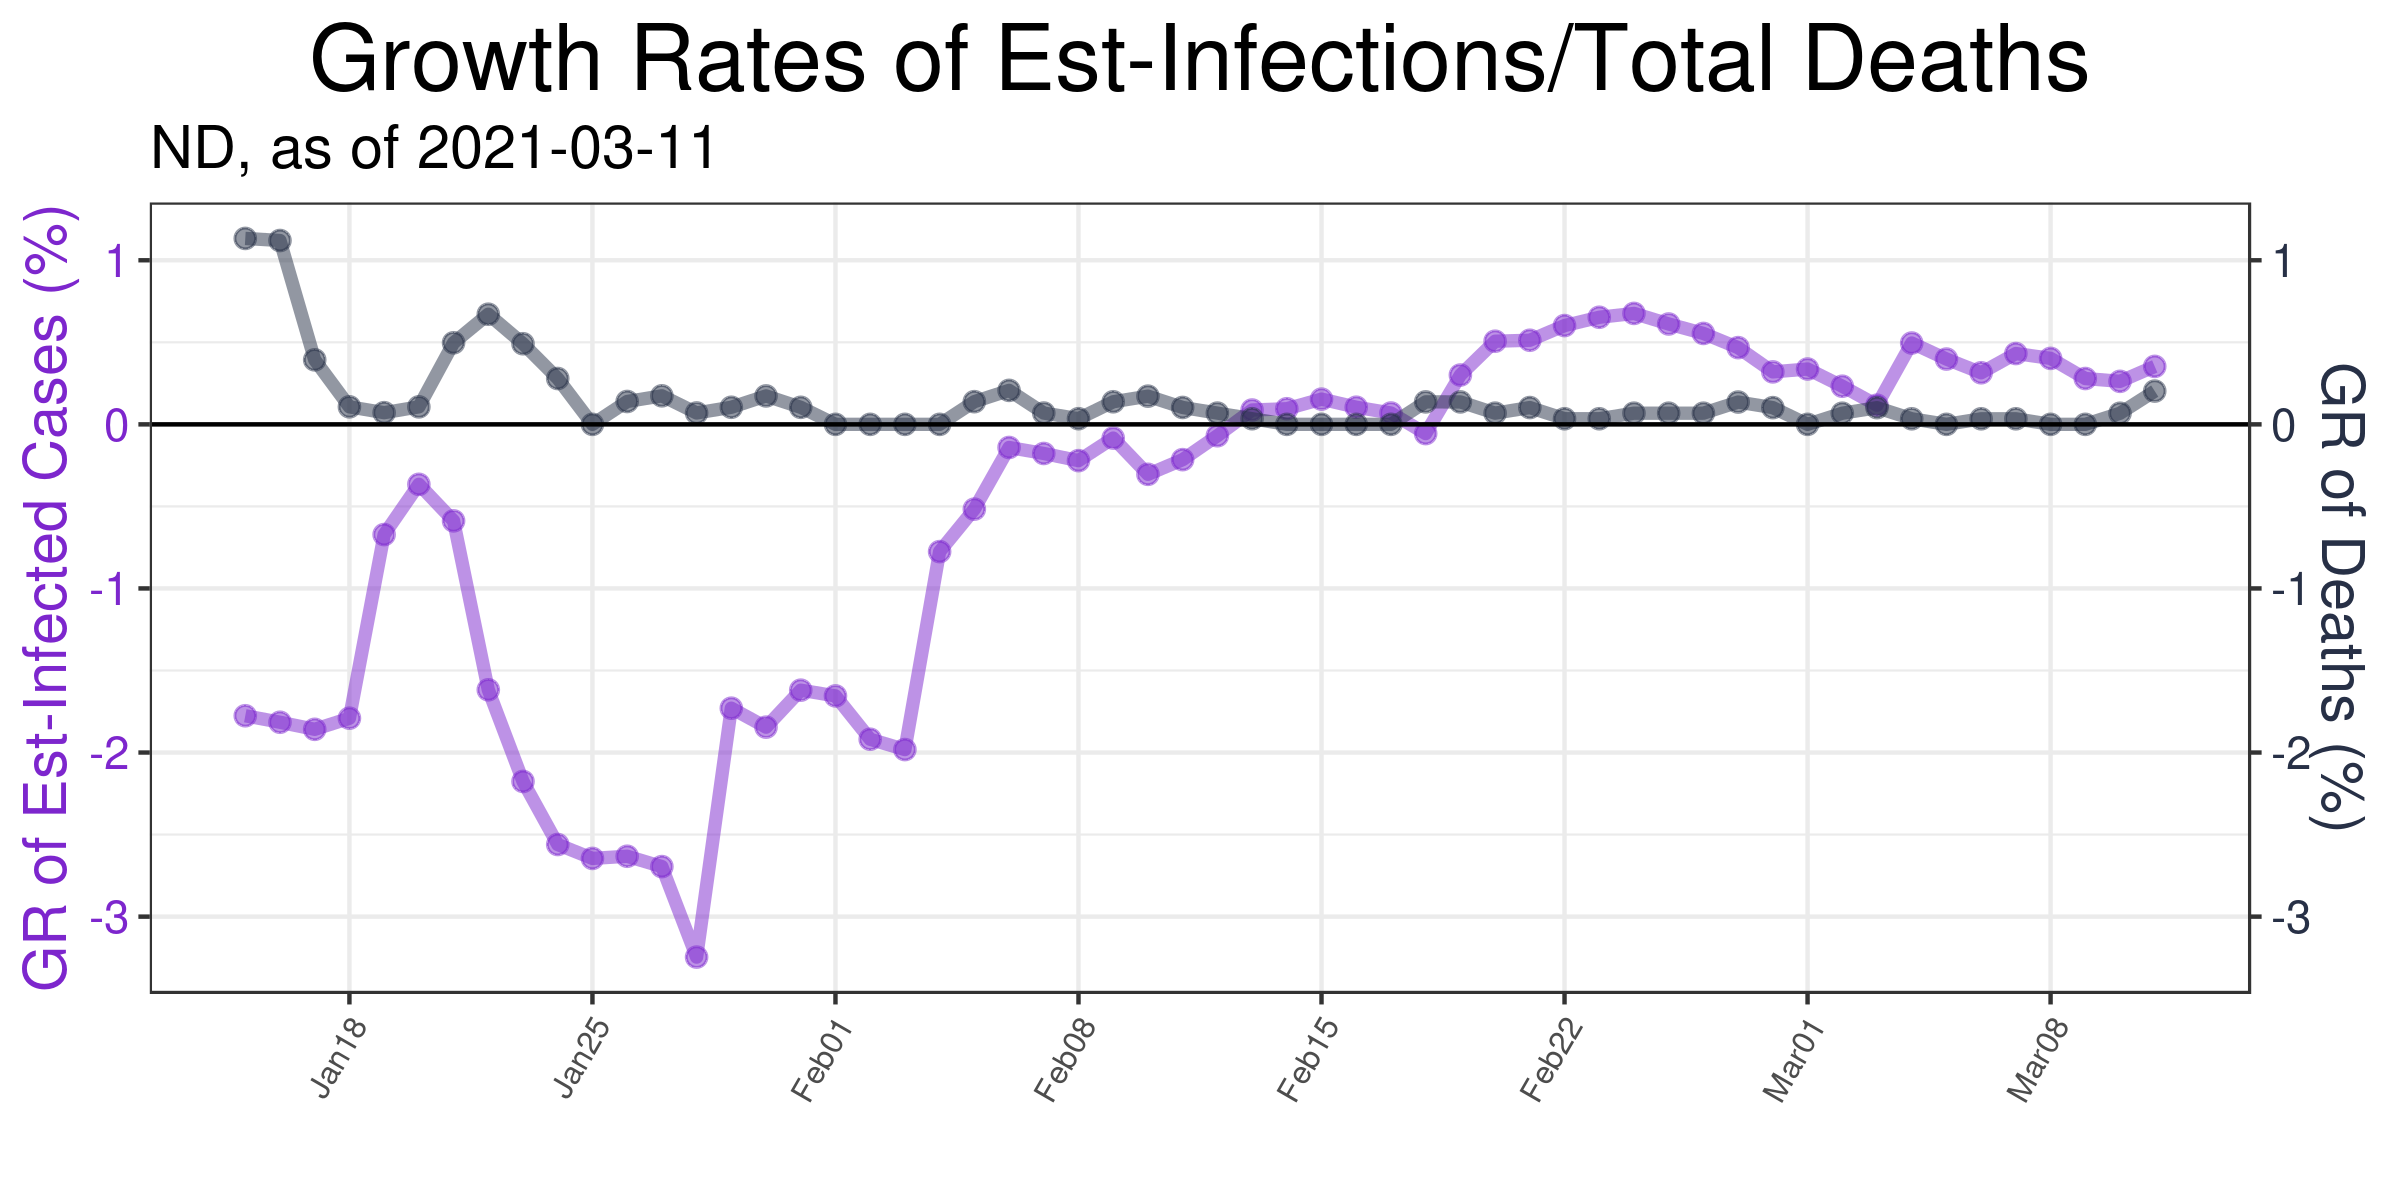 Growth Rates of Est-Infections/Total Deaths
ND, as of 2021-03-11
GR of Est-Infected Cases (%)
1
0
-1
-2
-3
1
0
-1
-2
-3
GR of Deaths (%)
Jan18
Jan25
Feb01
Feb08
Feb15
Feb22
Mar01
Mar08